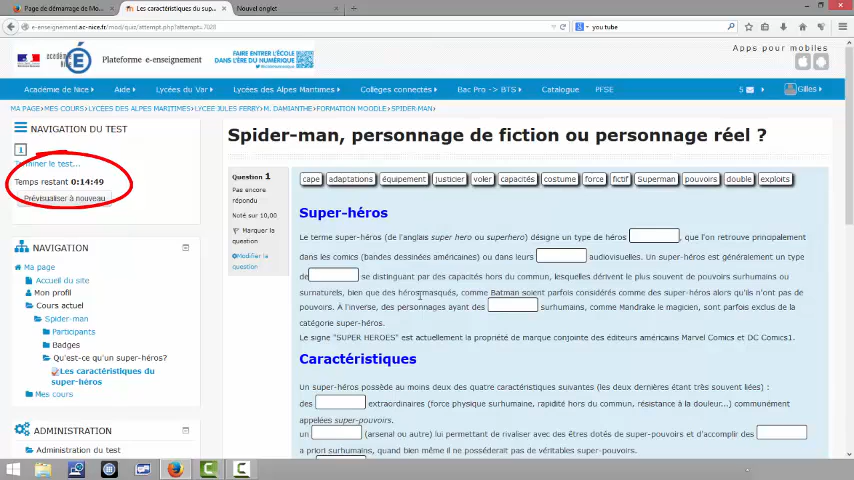 Page de démarrage de Mo...
Les caractéristiques du sup...
Nouvel onglet
e-enseignement.ac-nice.fr/mod/quiz/attempt.php?attempt=7020
you tube
Plateforme e-enseignement
FAIRE ENTRER L'ÉCOLE
DANS L'ÈRE DU NUMÉRIQUE
Apps pour mobiles
Académie de Nice
Aide
Lycées du Var
Lycées des Alpes Maritimes
Collèges connectés
Bac Pro -> BTS
Catalogue
PFSE
5
Gilles
MA PAGE
MES COURS
LYCÉES DES ALPES MARITIMES
LYCEE JULES FERRY
M. DAMIANTHE
FORMATION MOODLE
SPIDER-MAN
NAVIGATION DU TEST
1
Terminer le test...
Temps restant 0:14:49
Prévisualiser à nouveau
NAVIGATION
Ma page
Accueil du site
Mon profil
Cours actuel
Spider-man
Participants
Badges
Qu'est-ce qu'un super-héros?
Les caractéristiques du
super-héros
Mes cours
ADMINISTRATION
Administration du test
Spider-man, personnage de fiction ou personnage réel ?
Question 1
Pas encore
répondu
Noté sur 10,00
Marquer la
question
Modifier la
question
cape adaptations équipement justicier voler capacités costume force fictif Superman pouvoirs double exploits
Super-héros
Le terme super-héros (de l'anglais super hero ou superhero) désigne un type de héros , que l'on retrouve principalement
dans les comics (bandes dessinées américaines) ou dans leurs audiovisuelles. Un super-héros est généralement un type
de se distinguant par des capacités hors du commun, lesquelles dérivent le plus souvent de pouvoirs surhumains ou
surnaturels, bien que des héros masqués, comme Batman soient parfois considérés comme des super-héros alors qu'ils n'ont pas de
pouvoirs. À l'inverse, des personnages ayant des surhumains, comme Mandrake le magicien, sont parfois exclus de la
catégorie super-héros.
Le signe "SUPER HEROES" est actuellement la propriété de marque conjointe des éditeurs américains Marvel Comics et DC Comics1.
Caractéristiques
Un super-héros possède au moins deux des quatre caractéristiques suivantes (les deux dernières étant très souvent liées) :
des extraordinaires (force physique surhumaine, rapidité hors du commun, résistance à la douleur...) communément
appelées super-pouvoirs.
un (arsenal ou autre) lui permettant de rivaliser avec des êtres dotés de super-pouvoirs et d'accomplir des
a priori surhumains, quand bien même il ne posséderait pas de super-pouvoirs.